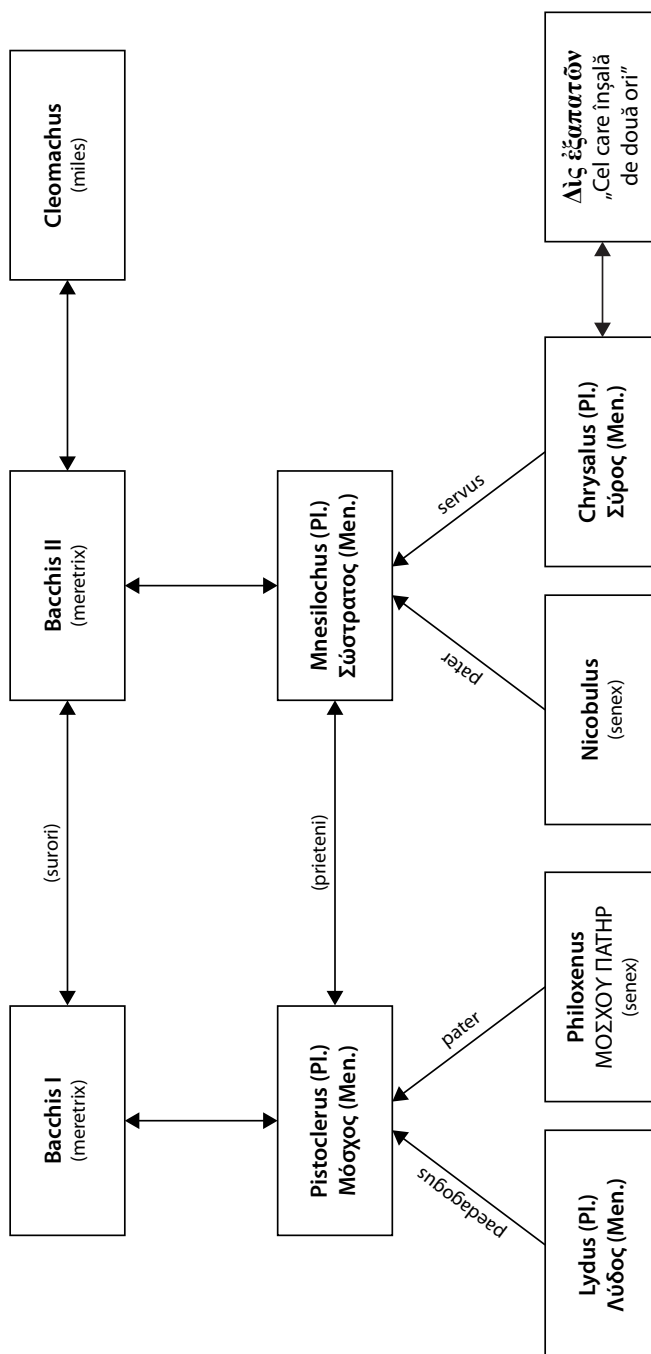 Bacchis I
(meretrix)
(surori)
Bacchis II
(meretrix)
Cleomachus
(miles)
Pistoclerus (Pl.)
Μόσχος (Men.)
(prieteni)
Mnesilochus (Pl.)
Σώστρατος (Men.)
paedagogus
pater
pater
servus
Lydus (Pl.)
Λύδος (Men.)
Philoxenus
ΜΟΣΧΟΥ ΠΑΤΗΡ
(senex)
Nicobulus
(senex)
Chrysalus (Pl.)
Σύρος (Men.)
Δὶς ἐξαπατῶν
„Cel care înșală
de două ori”